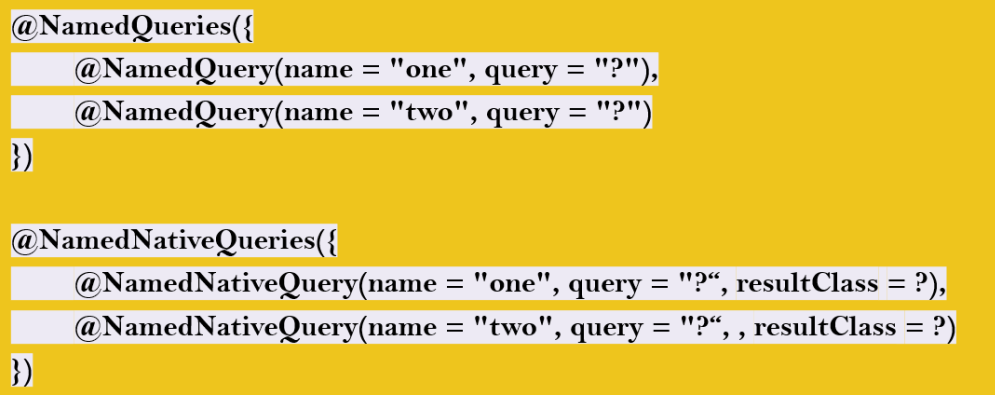 @NamedQueries({
@NamedQuery(name = "one", query = "?"),
@NamedQuery(name = "two", query = "?")
})
@NamedNativeQueries({
@NamedNativeQuery(name = "one", query = "?“, resultClass = ?),
@NamedNativeQuery(name = "two", query = "?“, , resultClass = ?)
})